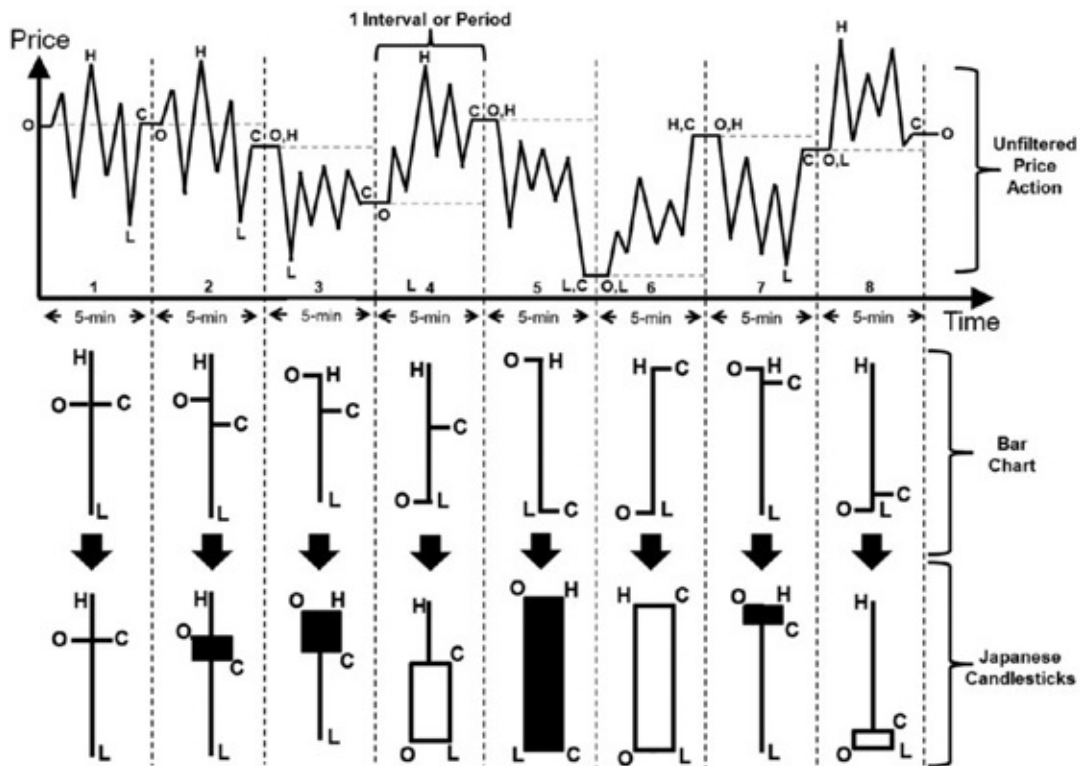 1 Interval or Period
Price
H H H H
O C O C O,H L C O L
H C O,H L,C O,L
H,C O,H C O,L L C O
L L
Unfiltered
Price
Action
1 2 3 L 4 5 6 7 8
5-min 5-min 5-min 5-min 5-min 5-min 5-min 5-min
Time
H H O H H O H H C O H H
O C O C C C C
L L L O L L C O L L O L C
Bar
Chart
H H O H H O H H C O H H
O C O C C C C C
L L L O L L C O L L O L
Japanese
Candlesticks